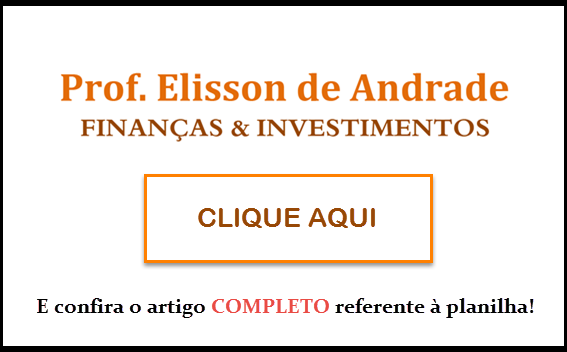 Prof. Elisson de Andrade
FINANÇAS & INVESTIMENTOS
CLIQUE AQUI
E confira o artigo COMPLETO referente à planilha!